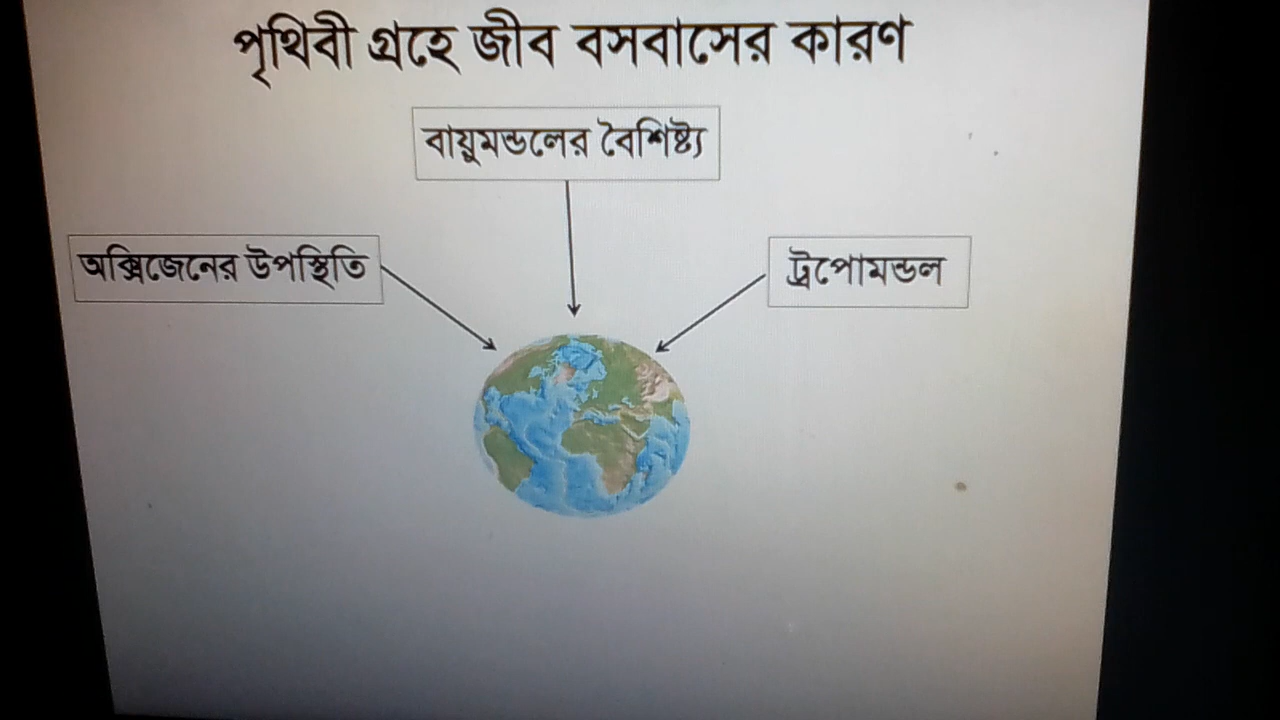 পৃথিবী গ্রহে জীব বসবাসের কারণ
বায়ুমন্ডলের বৈশিষ্ট্য
অক্সিজেনের উপস্থিতি
ট্রপোমন্ডল